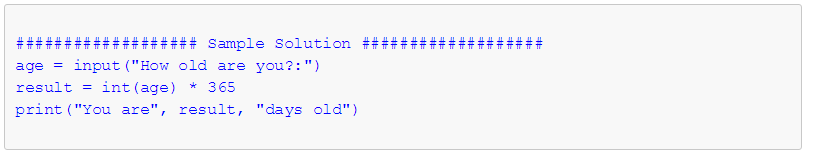 ################### Sample Solution ###################
age = input("How old are you?:")
result = int(age) * 365
print("You are", result, "days old")